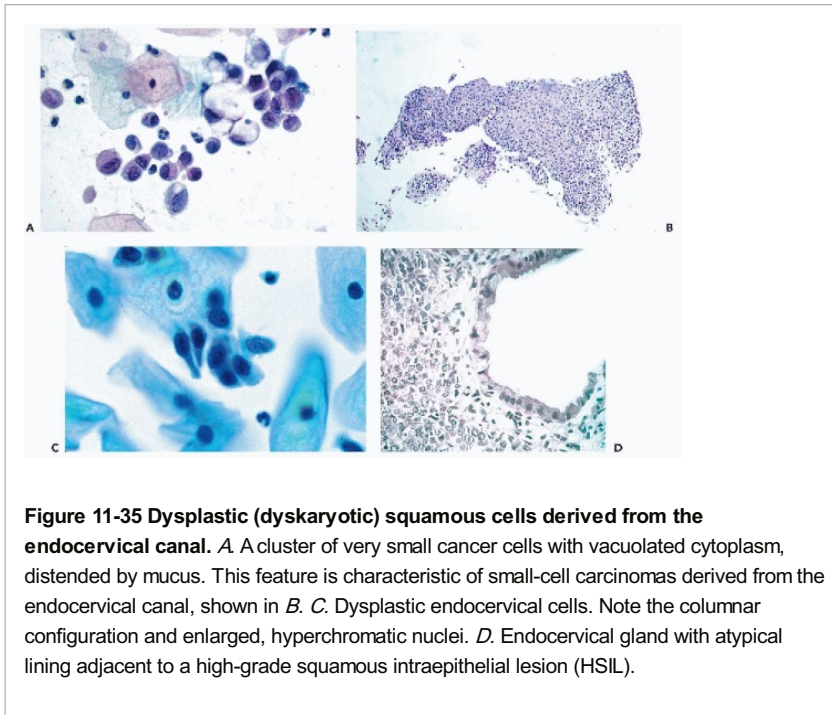 A
B
C
D
Figure 11-35 Dysplastic (dyskaryotic) squamous cells derived from the
endocervical canal. A. A cluster of very small cancer cells with vacuolated cytoplasm,
distended by mucus. This feature is characteristic of small-cell carcinomas derived from the
endocervical canal, shown in B. C. Dysplastic endocervical cells. Note the columnar
configuration and enlarged, hyperchromatic nuclei. D. Endocervical gland with atypical
lining adjacent to a high-grade squamous intraepithelial lesion (HSIL).